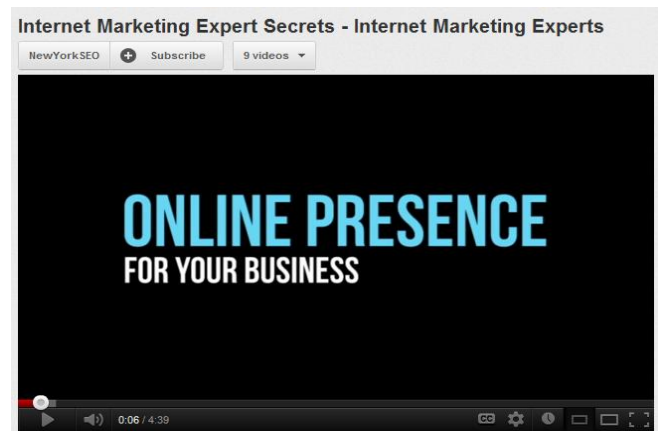 Internet Marketing Expert Secrets - Internet Marketing Experts
NewYorkSEO Subscribe 9 videos
ONLINE PRESENCE
FOR YOUR BUSINESS
0:06 / 4:39 CC